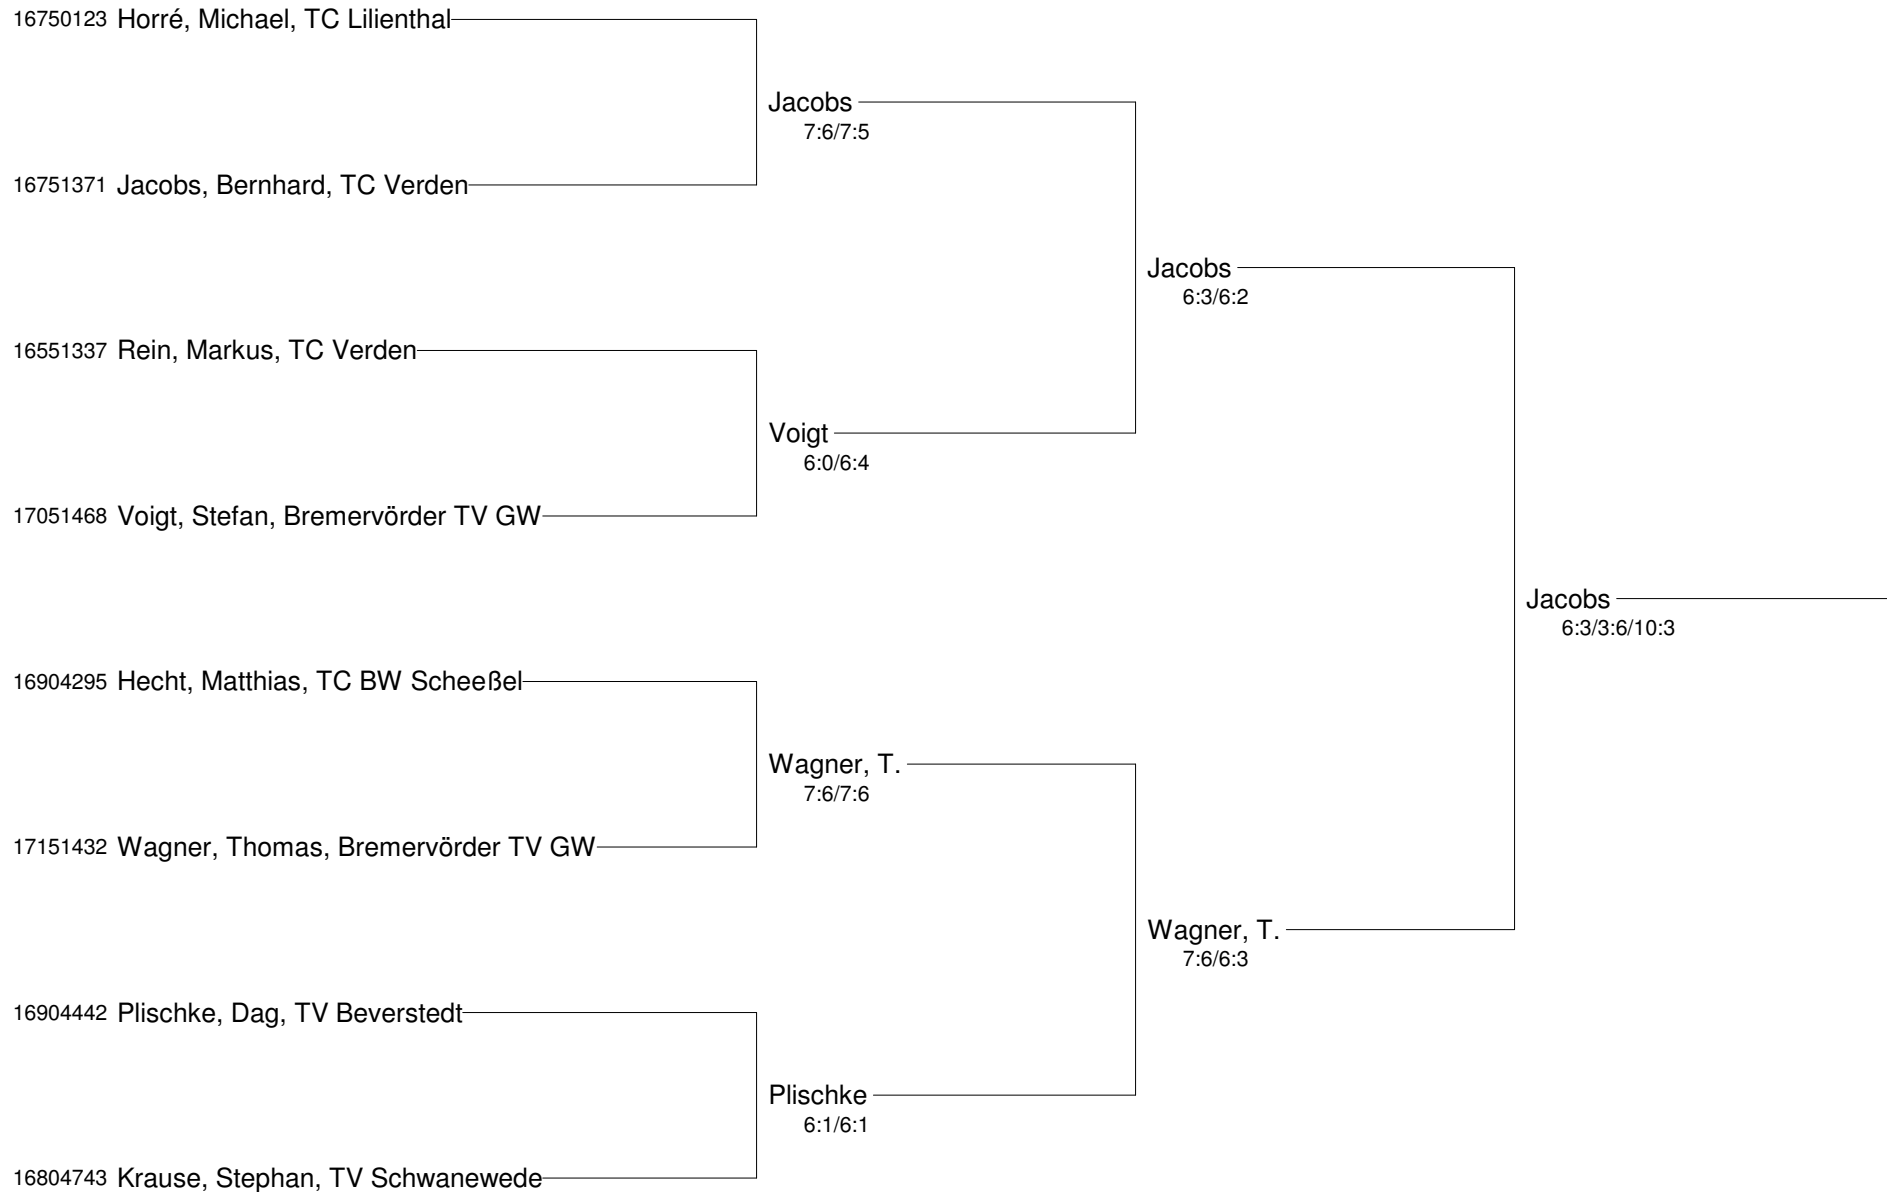 16750123 Horré, Michael, TC Lilienthal
Jacobs
7:6/7:5
16751371 Jacobs, Bernhard, TC Verden
Jacobs
6:3/6:2
16551337 Rein, Markus, TC Verden
Voigt
6:0/6:4
17051468 Voigt, Stefan, Bremervörder TV GW
Jacobs
6:3/3:6/10:3
16904295 Hecht, Matthias, TC BW Scheeßel
Wagner, T.
7:6/7:6
17151432 Wagner, Thomas, Bremervörder TV GW
Wagner, T.
7:6/6:3
16904442 Plischke, Dag, TV Beverstedt
Plischke
6:1/6:1
16804743 Krause, Stephan, TV Schwanewede